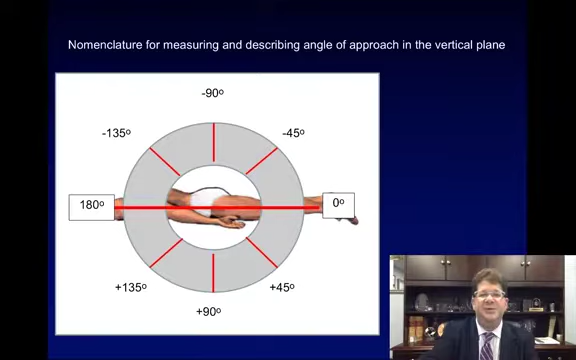 Nomenclature for measuring and describing angle of approach in the vertical plane
-90º
-135º
-45º
180º
0º
+135º
+45º
+90º